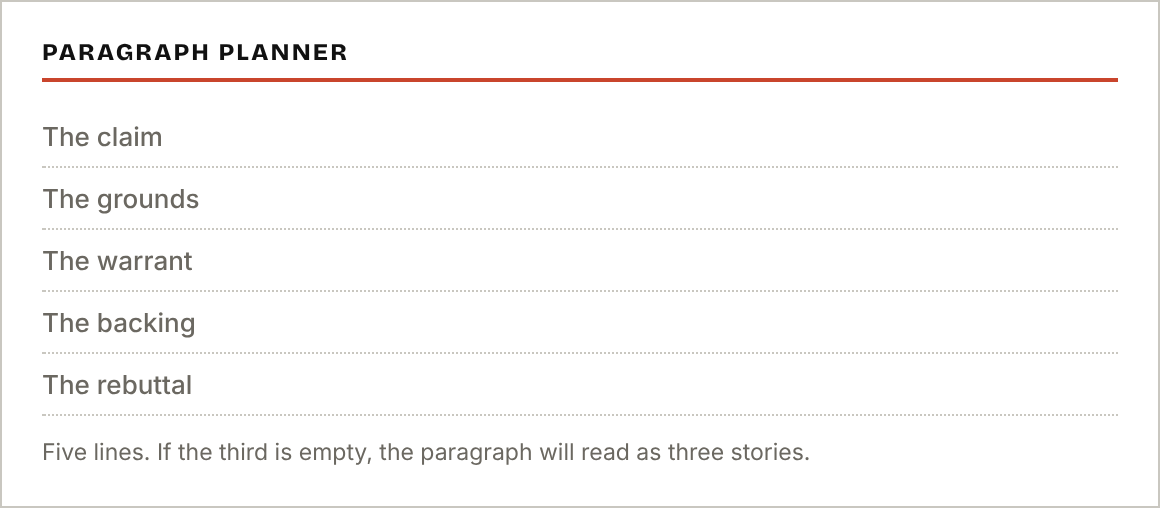 PARAGRAPH PLANNER
The claim
The grounds
The warrant
The backing
The rebuttal
Five lines. If the third is empty, the paragraph will read as three stories.